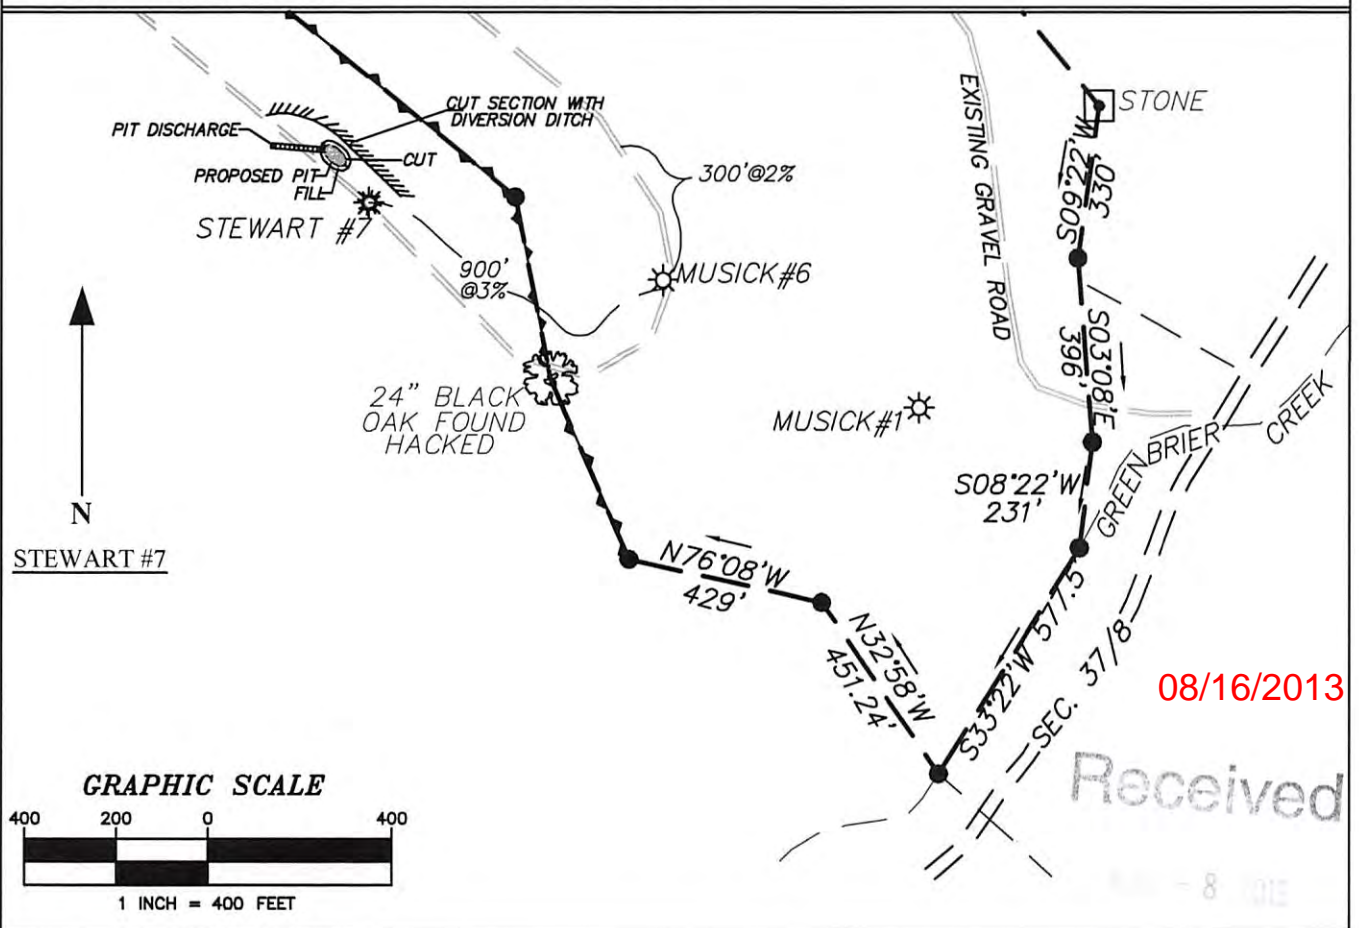 CUT SECTION WITH
DIVERSION DITCH
PIT DISCHARGE
CUT
PROPOSED PIT
FILL
STEWART #7
300'@2%
900'
@3%
MUSICK#6
EXISTING GRAVEL ROAD
STONE
S06°22'W
330'
S03°08'E
396'
24" BLACK
OAK FOUND
HACKED
MUSICK#1
GREEN BRIER CREEK
S08°22'W
231'
N
STEWART #7
N76°08'W
429'
N32°58'W
451.24'
S33°22'W 577.5'
SEC. 37/8
08/16/2013
Received
GRAPHIC SCALE
400 200 0 400
1 INCH = 400 FEET